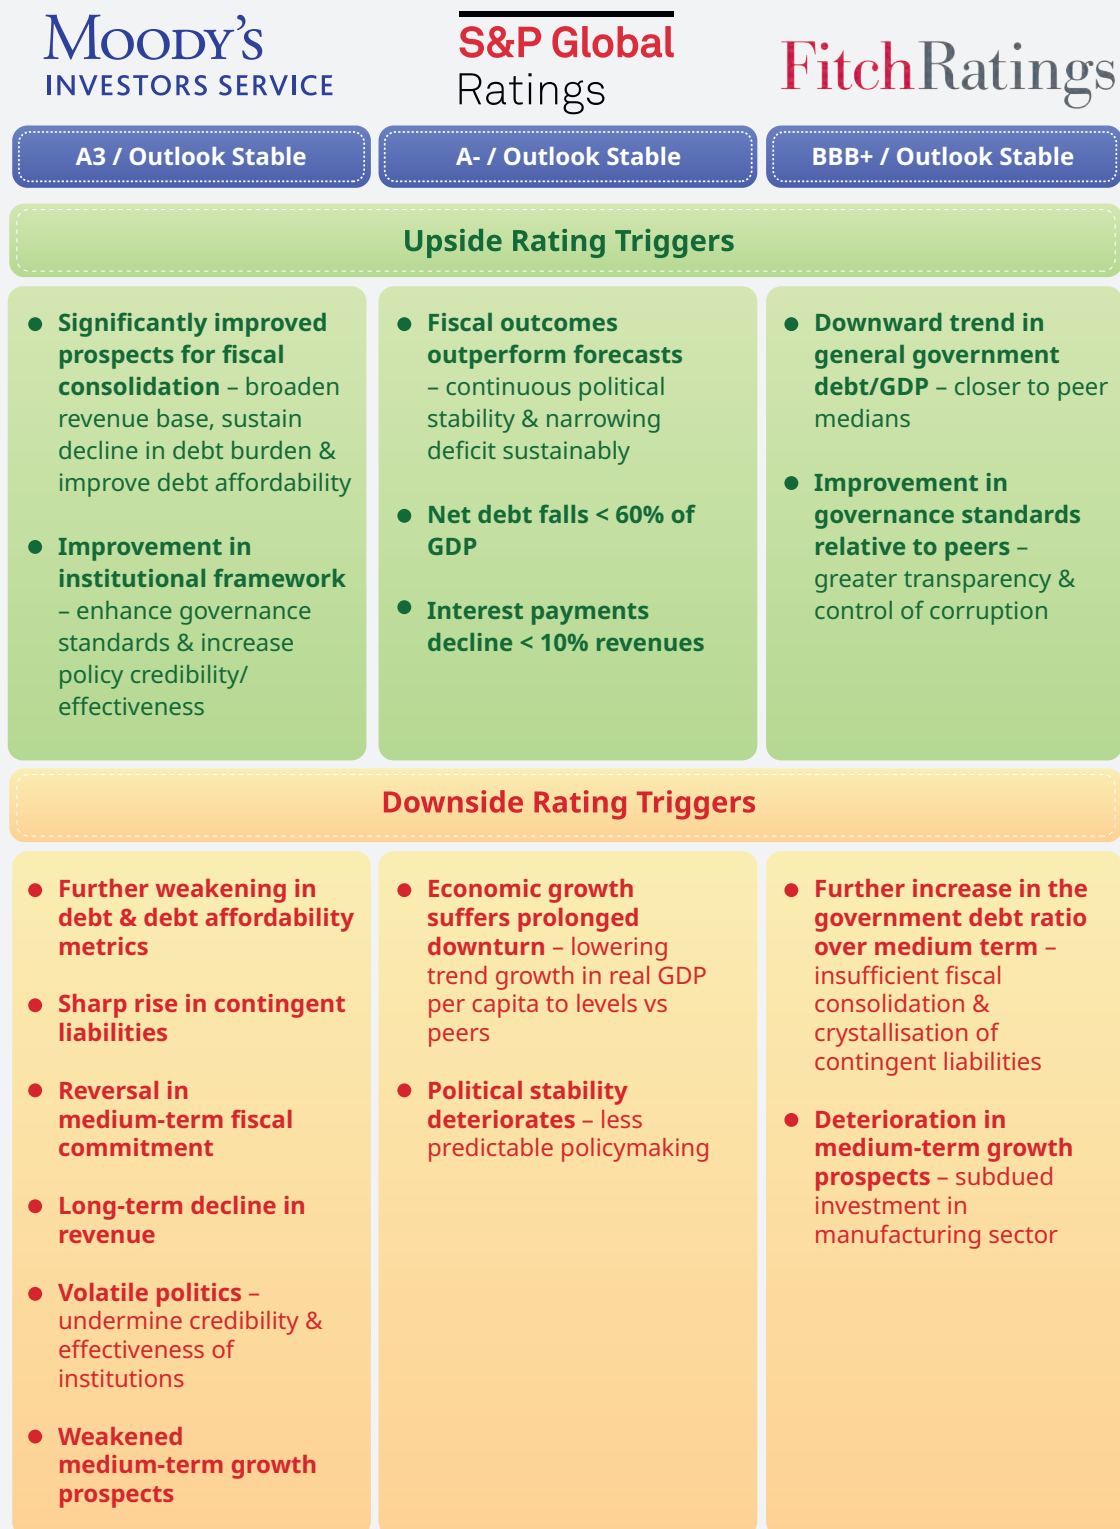 MOODY'S
INVESTORS SERVICE
S&P Global
Ratings
FitchRatings
A3 / Outlook Stable
A- / Outlook Stable
BBB+ / Outlook Stable
Upside Rating Triggers
● Significantly improved
prospects for fiscal
consolidation – broaden
revenue base, sustain
decline in debt burden &
improve debt affordability
● Improvement in
institutional framework
– enhance governance
standards & increase
policy credibility/
effectiveness
● Fiscal outcomes
outperform forecasts
– continuous political
stability & narrowing
deficit sustainably
● Net debt falls < 60% of
GDP
● Interest payments
decline < 10% revenues
● Downward trend in
general government
debt/GDP – closer to peer
medians
● Improvement in
governance standards
relative to peers –
greater transparency &
control of corruption
Downside Rating Triggers
● Further weakening in
debt & debt affordability
metrics
● Sharp rise in contingent
liabilities
● Reversal in
medium-term fiscal
commitment
● Long-term decline in
revenue
● Volatile politics –
undermine credibility &
effectiveness of
institutions
● Weakened
medium-term growth
prospects
● Economic growth
suffers prolonged
downturn – lowering
trend growth in real GDP
per capita to levels vs
peers
● Political stability
deteriorates – less
predictable policymaking
● Further increase in the
government debt ratio
over medium term –
insufficient fiscal
consolidation &
crystallisation of
contingent liabilities
● Deterioration in
medium-term growth
prospects – subdued
investment in
manufacturing sector